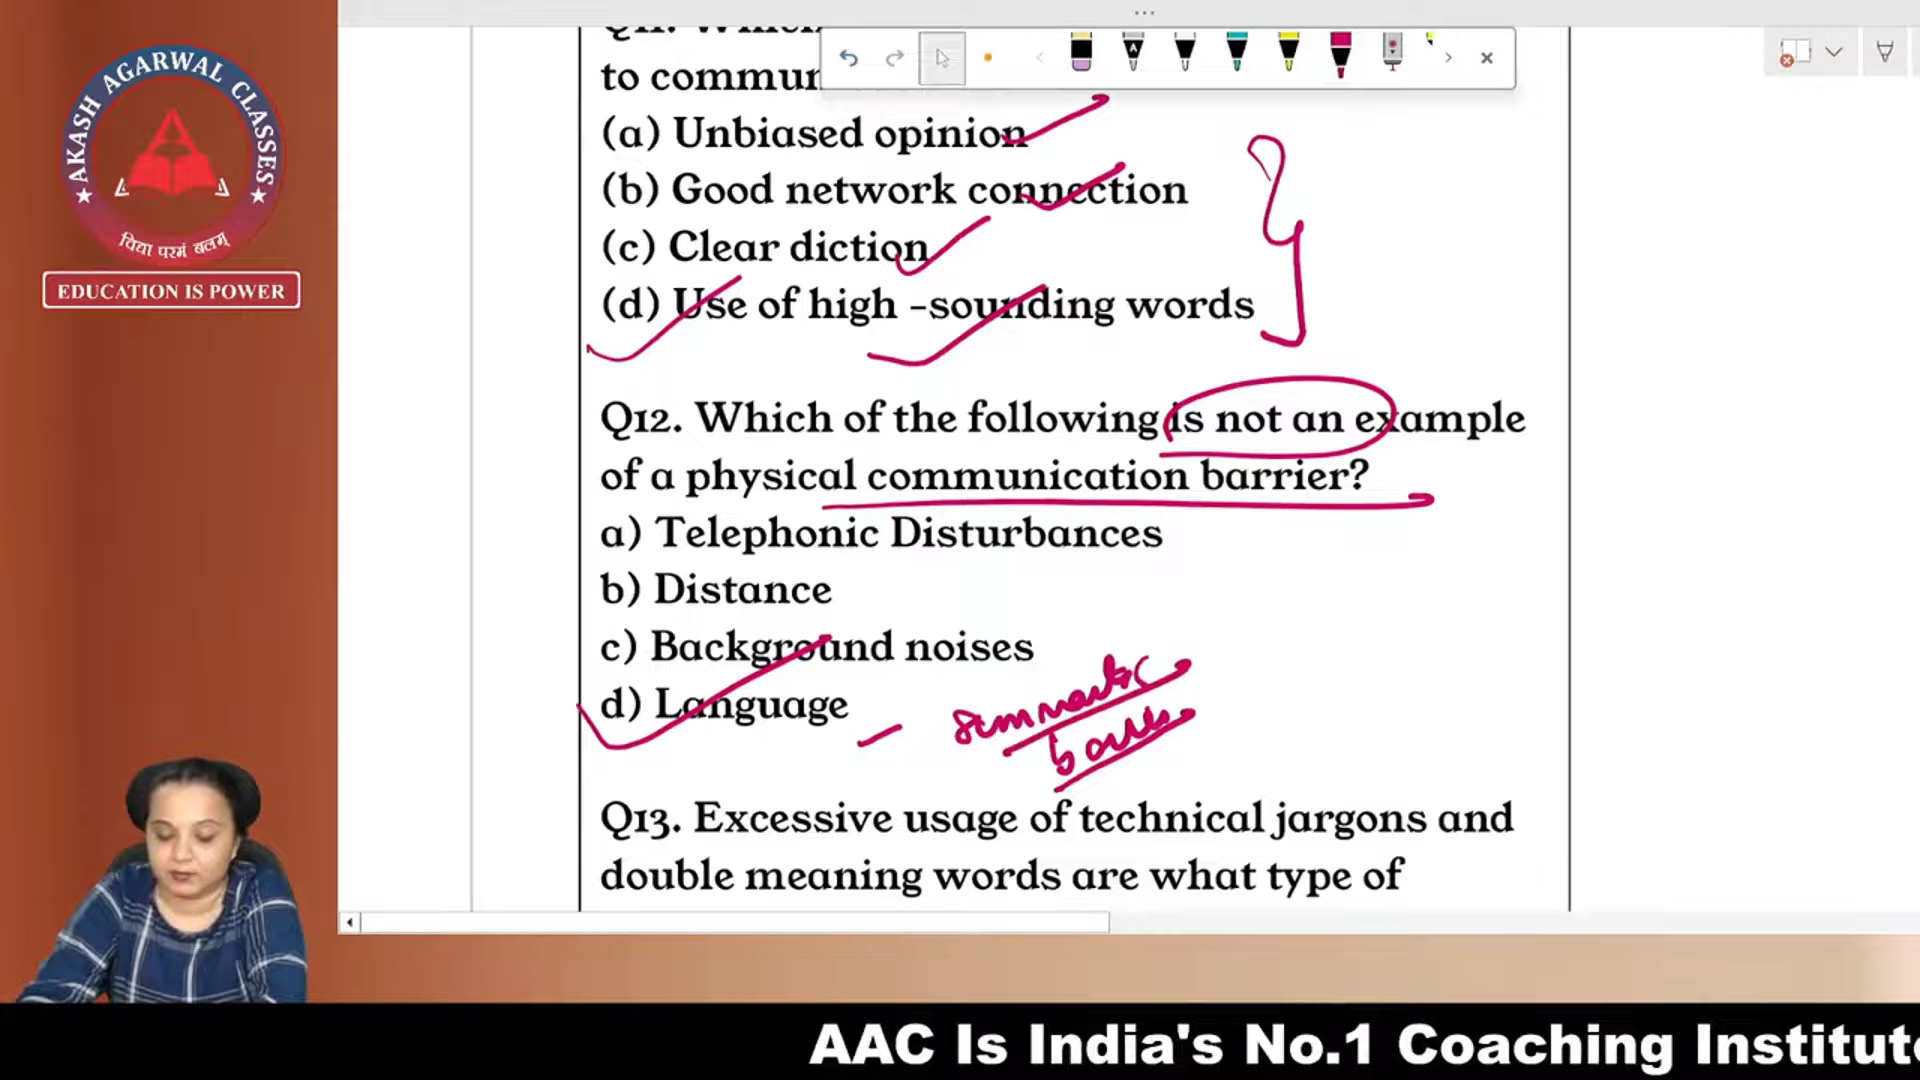 AKASH AGARWAL CLASSES
विद्या परमं बलम्
EDUCATION IS POWER
to commun
(a) Unbiased opinion
(b) Good network connection
(c) Clear diction
(d) Use of high -sounding words
Q12. Which of the following is not an example
of a physical communication barrier?
a) Telephonic Disturbances
b) Distance
c) Background noises
d) Language
Q13. Excessive usage of technical jargons and
double meaning words are what type of
AAC Is India's No.1 Coaching Institut